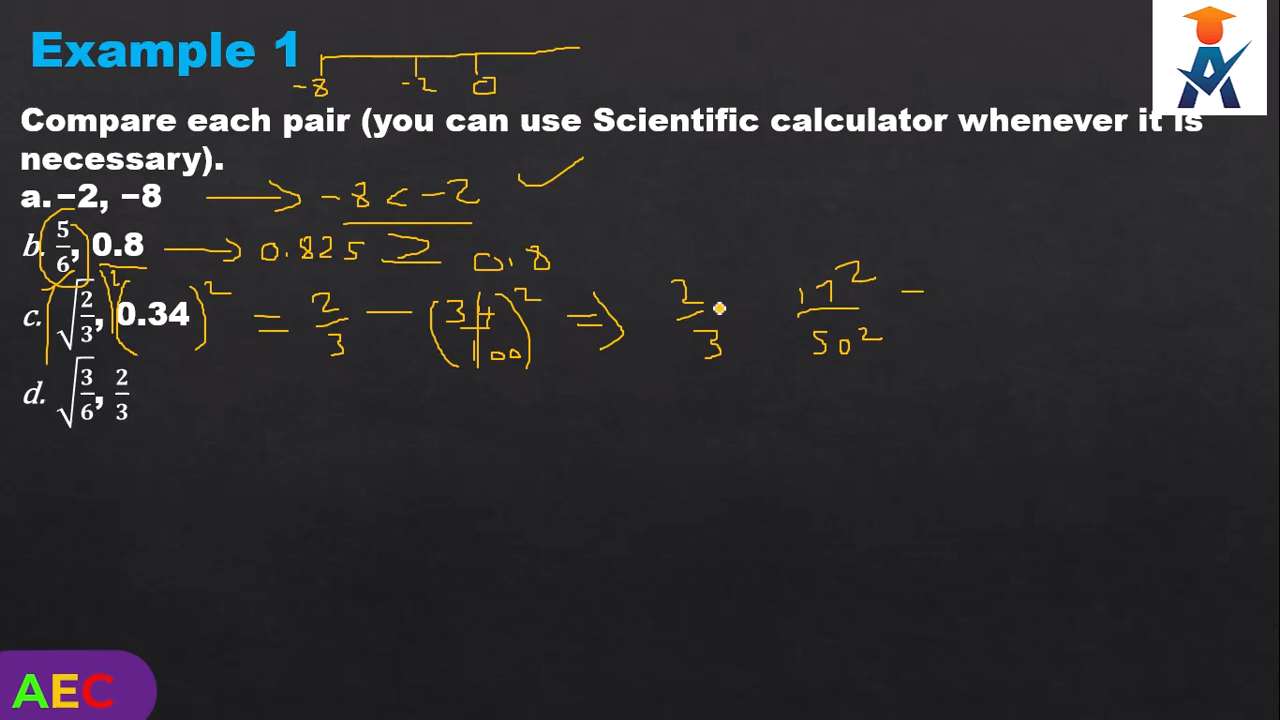 Example 1
-8 -2 0
Compare each pair (you can use Scientific calculator whenever it is
necessary).
a. −2, −8 → -8 < -2 ✓
b. 5/6, 0.8 → 0.825 > 0.8
c. (√2/3)², (0.34)² = 2/3 - (34/100)² ⇒ 2/3 17²/50² -
d. √3/6, 2/3
AEC